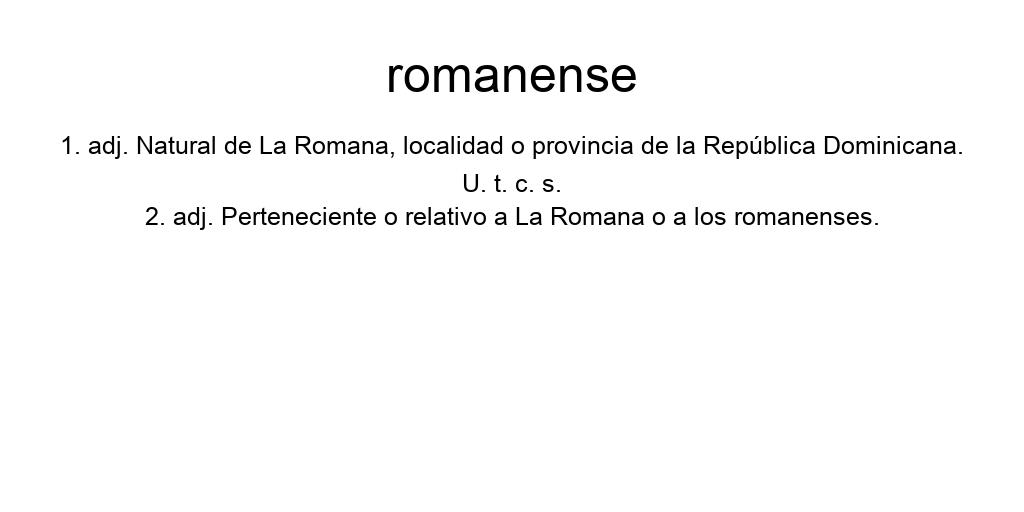 romanense
1. adj. Natural de La Romana, localidad o provincia de la República Dominicana.
U. t. c. s.
2. adj. Perteneciente o relativo a La Romana o a los romanenses.